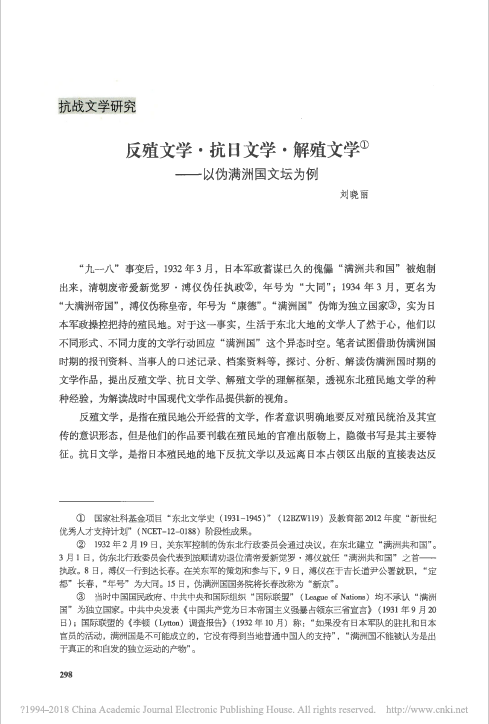 抗战文学研究
反殖文学·抗日文学·解殖文学①
——以伪满洲国文坛为例
刘晓丽
“九一八”事变后，1932 年 3 月，日本军政蓄谋已久的傀儡“满洲共和国”被炮制
出来，清朝废帝爱新觉罗·溥仪伪任执政②，年号为“大同”；1934 年 3 月，更名为
“大满洲帝国”，溥仪伪称皇帝，年号为“康德”。“满洲国”伪饰为独立国家③，实为日
本军政操控把持的殖民地。对于这一事实，生活于东北大地的文学人了然于心，他们以
不同形式、不同力度的文学行动回应“满洲国”这个异态时空。笔者试图借助伪满洲国
时期的报刊资料、当事人的口述记录、档案资料等，探讨、分析、解读伪满洲国时期的
文学作品，提出反殖文学、抗日文学、解殖文学的理解框架，透视东北殖民地文学的种
种经验，为解读战时中国现代文学作品提供新的视角。
反殖文学，是指在殖民地公开经营的文学，作者意识明确地要反对殖民统治及其宣
传的意识形态，但是他们的作品要刊载在殖民地的官准出版物上，隐微书写是其主要特
征。抗日文学，是指日本殖民地的地下反抗文学以及远离日本占领区出版的直接表达反
① 国家社科基金项目“东北文学史（1931-1945）”（12BZW119）及教育部 2012 年度“新世纪
优秀人才支持计划”（NCET-12-0188）阶段性成果。
② 1932 年 2 月 19 日，关东军控制的伪东北行政委员会通过决议，在东北建立“满洲共和国”。
3 月 1 日，伪东北行政委员会代表到旅顺请劝退位清帝爱新觉罗·溥仪就任“满洲共和国”之首——
执政。8 日，溥仪一行到达长春。在关东军的策划和参与下，9 日，溥仪在于吉长道尹公署就职，“定
都”长春，“年号”为大同。15 日，伪满洲国国务院将长春改称为“新京”。
③ 当时中国国民政府、中共中央和国际组织“国际联盟”（League of Nations）均不承认“满洲
国”为独立国家。中共中央发表《中国共产党为日本帝国主义强暴占领东三省宣言》（1931 年 9 月 20
日）；国际联盟的《李顿（Lytton）调查报告》（1932 年 10 月）称：“如果没有日本军队的驻扎和日本
官员的活动，满洲国是不可能成立的，它没有得到当地普通中国人的支持”，“满洲国不能被认为是出
于真正的和自发的独立运动的产物”。
298
?1994-2018 China Academic Journal Electronic Publishing House. All rights reserved. http://www.cnki.net